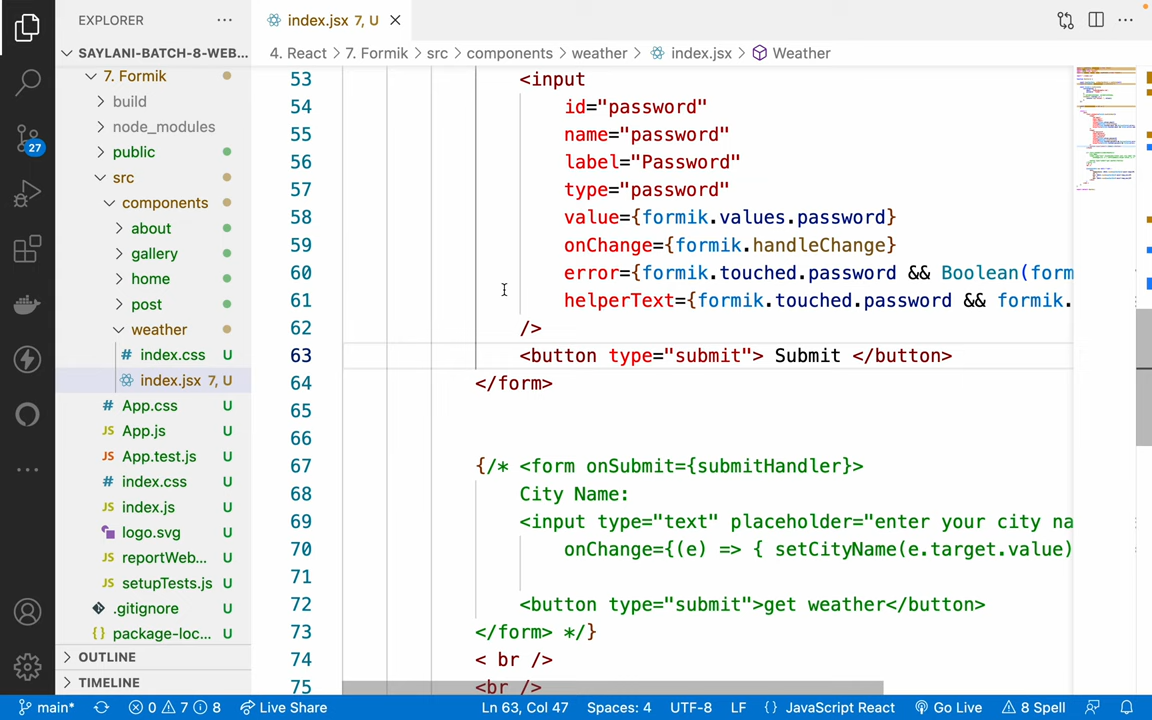 EXPLORER
index.jsx 7, U
SAYLANI-BATCH-8-WEB...
4. React > 7. Formik > src > components > weather > index.jsx > Weather
7. Formik
build
node_modules
public
src
components
about
gallery
home
post
weather
# index.css U
index.jsx 7, U
# App.css U
JS App.js U
JS App.test.js U
# index.css U
JS index.js U
logo.svg U
JS reportWeb... U
JS setupTests.js U
.gitignore U
{} package-loc... U
OUTLINE
TIMELINE
27
53 <input
54 id="password"
55 name="password"
56 label="Password"
57 type="password"
58 value={formik.values.password}
59 onChange={formik.handleChange}
60 error={formik.touched.password && Boolean(form
61 helperText={formik.touched.password && formik.
62 />
63 <button type="submit"> Submit </button>
64 </form>
65
66
67 {/* <form onSubmit={submitHandler}>
68 City Name:
69 <input type="text" placeholder="enter your city na
70 onChange={(e) => { setCityName(e.target.value)
71
72 <button type="submit">get weather</button>
73 </form> */}
74 < br />
75 <br />
main* 0 7 8 Live Share Ln 63, Col 47 Spaces: 4 UTF-8 LF {} JavaScript React Go Live 8 Spell